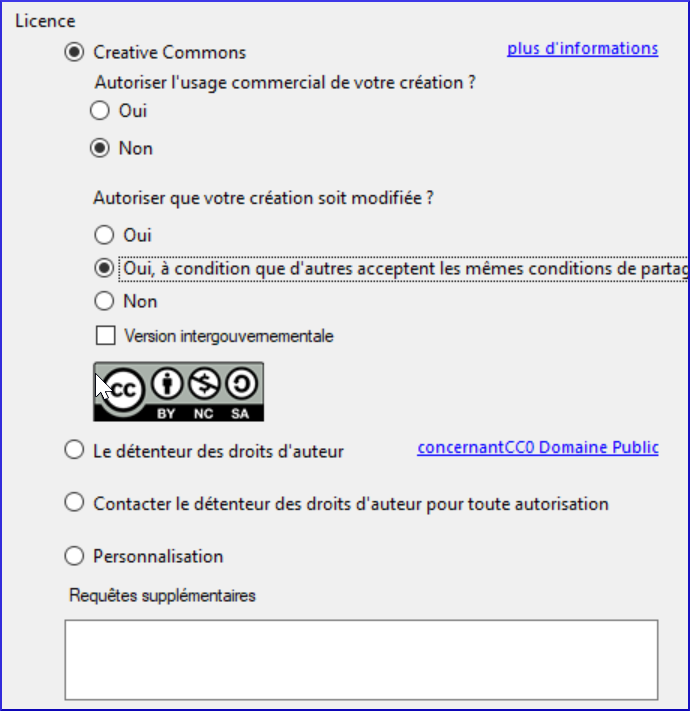 Licence
Creative Commons
plus d'informations
Autoriser l'usage commercial de votre création ?
Oui
Non
Autoriser que votre création soit modifiée ?
Oui
Oui, à condition que d'autres acceptent les mêmes conditions de partag
Non
Version intergouvernementale
cc
BY NC SA
Le détenteur des droits d'auteur
concernantCC0 Domaine Public
Contacter le détenteur des droits d'auteur pour toute autorisation
Personnalisation
Requêtes supplémentaires